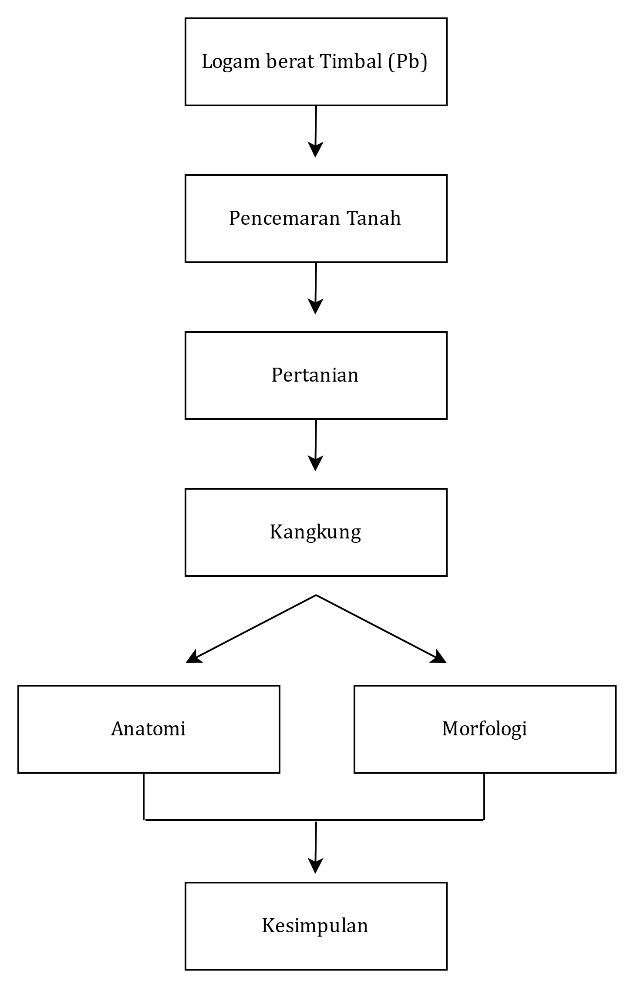 Logam berat Timbal (Pb)
Pencemaran Tanah
Pertanian
Kangkung
Anatomi
Morfologi
Kesimpulan